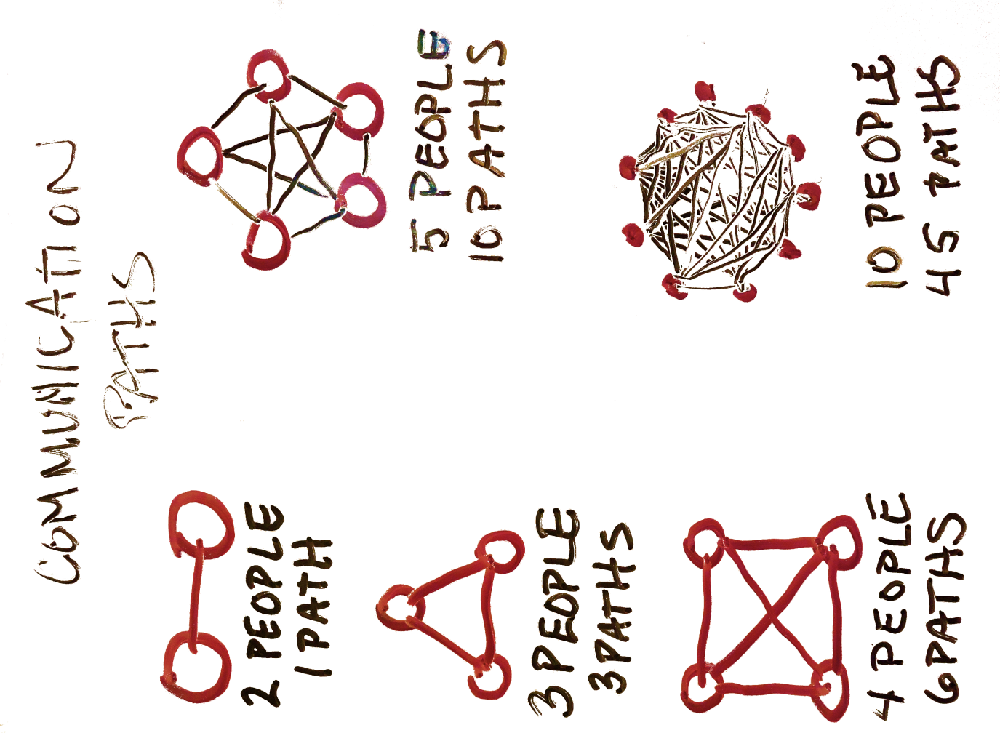 COMMUNICATION
PATHS
2 PEOPLE
1 PATH
3 PEOPLE
3 PATHS
4 PEOPLE
6 PATHS
5 PEOPLE
10 PATHS
10 PEOPLE
45 PATHS